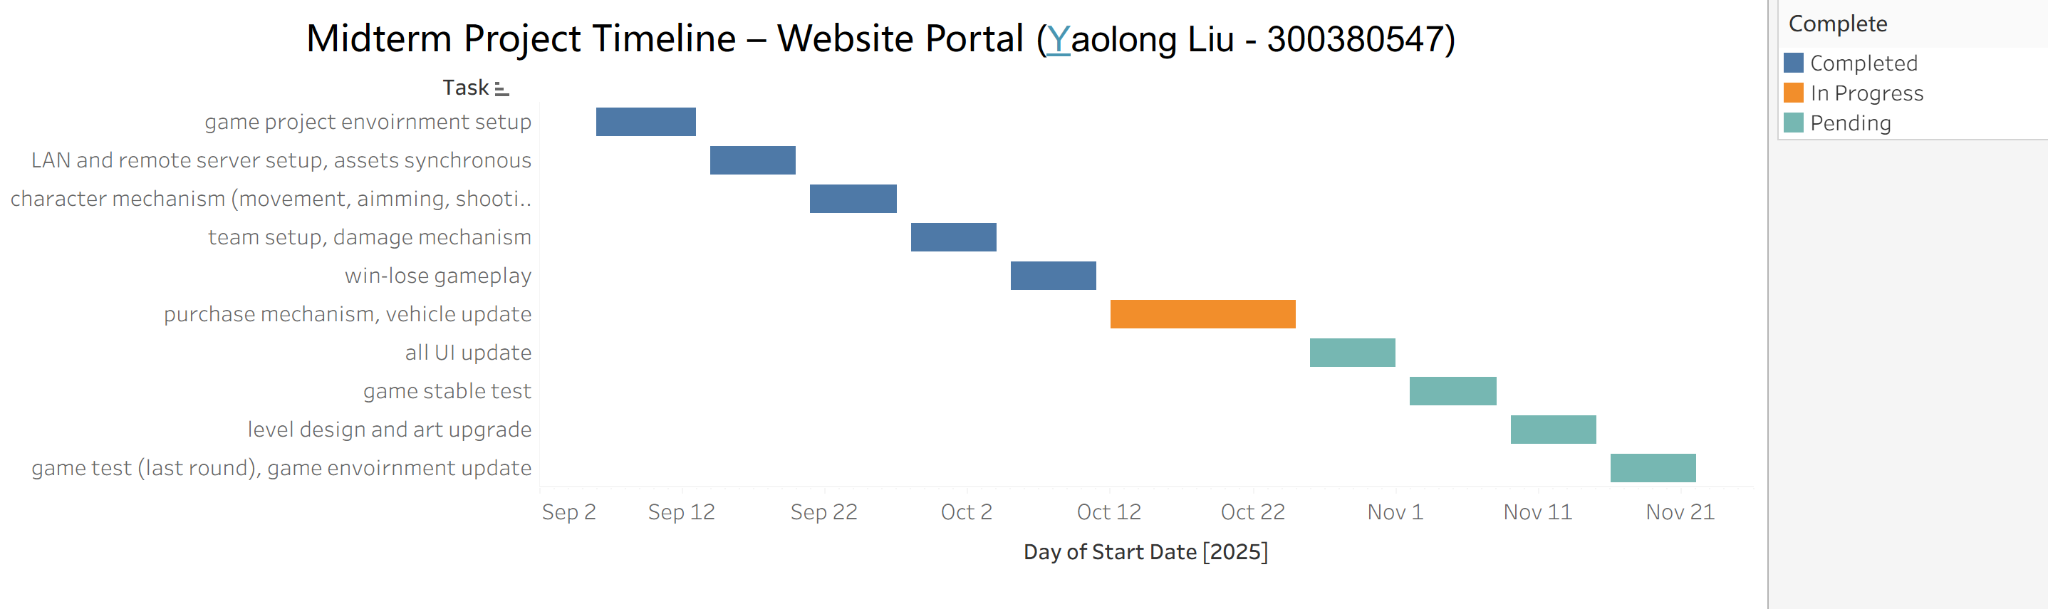 Midterm Project Timeline – Website Portal (Yaolong Liu - 300380547)
Task
game project envoirnment setup
LAN and remote server setup, assets synchronous
character mechanism (movement, aimming, shooti..
team setup, damage mechanism
win-lose gameplay
purchase mechanism, vehicle update
all UI update
game stable test
level design and art upgrade
game test (last round), game envoirnment update
Sep 2 Sep 12 Sep 22 Oct 2 Oct 12 Oct 22 Nov 1 Nov 11 Nov 21
Day of Start Date [2025]
Complete
Completed
In Progress
Pending